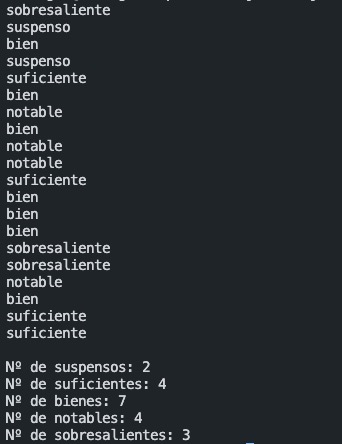 sobresaliente
suspenso
bien
suspenso
suficiente
bien
notable
bien
notable
notable
suficiente
bien
bien
bien
sobresaliente
sobresaliente
notable
bien
suficiente
suficiente
Nº de suspensos: 2
Nº de suficientes: 4
Nº de bienes: 7
Nº de notables: 4
Nº de sobresalientes: 3